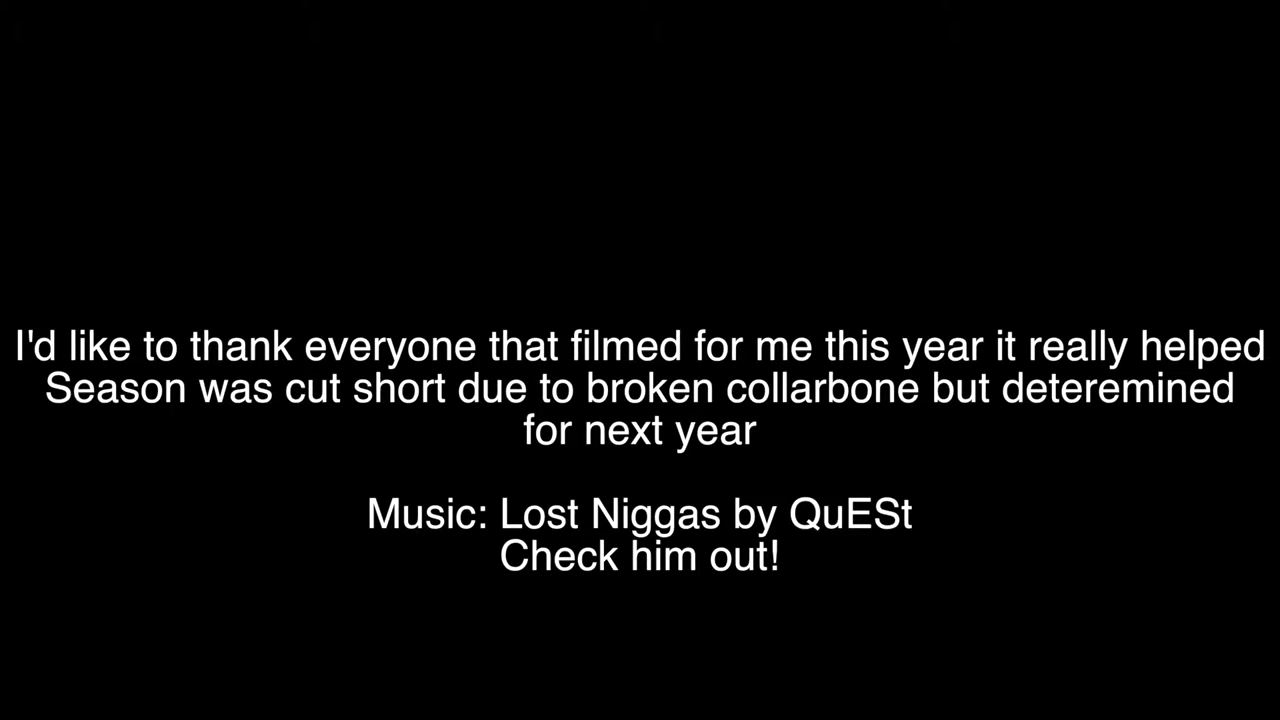 I'd like to thank everyone that filmed for me this year it really helped
Season was cut short due to broken collarbone but deteremined
for next year
Music: Lost Niggas by QuESt
Check him out!